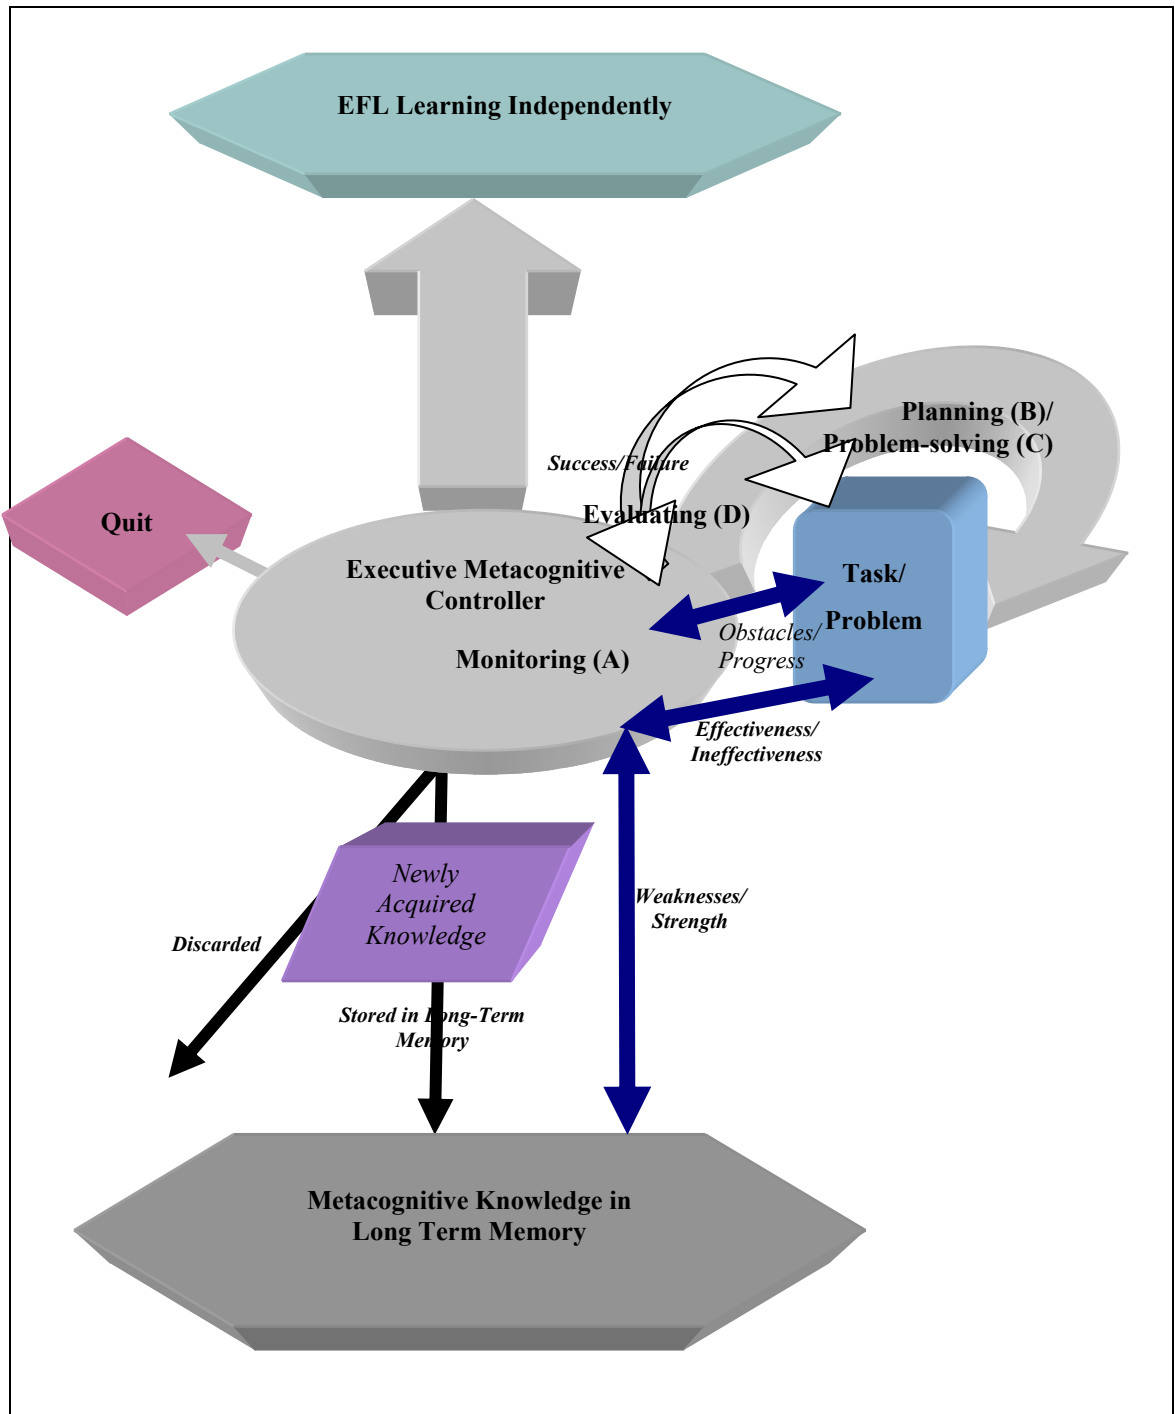 EFL Learning Independently
Planning (B)/
Problem-solving (C)
Success/Failure
Evaluating (D)
Quit
Executive Metacognitive
Controller
Monitoring (A)
Task/
Problem
Obstacles/
Progress
Effectiveness/
Ineffectiveness
Newly
Acquired
Knowledge
Weaknesses/
Strength
Discarded
Stored in Long-Term
Memory
Metacognitive Knowledge in
Long Term Memory